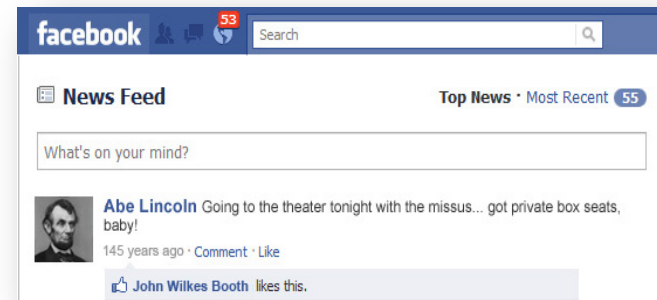 facebook 53 Search
News Feed Top News · Most Recent 55
What's on your mind?
Abe Lincoln Going to the theater tonight with the missus... got private box seats,
baby!
145 years ago · Comment · Like
John Wilkes Booth likes this.